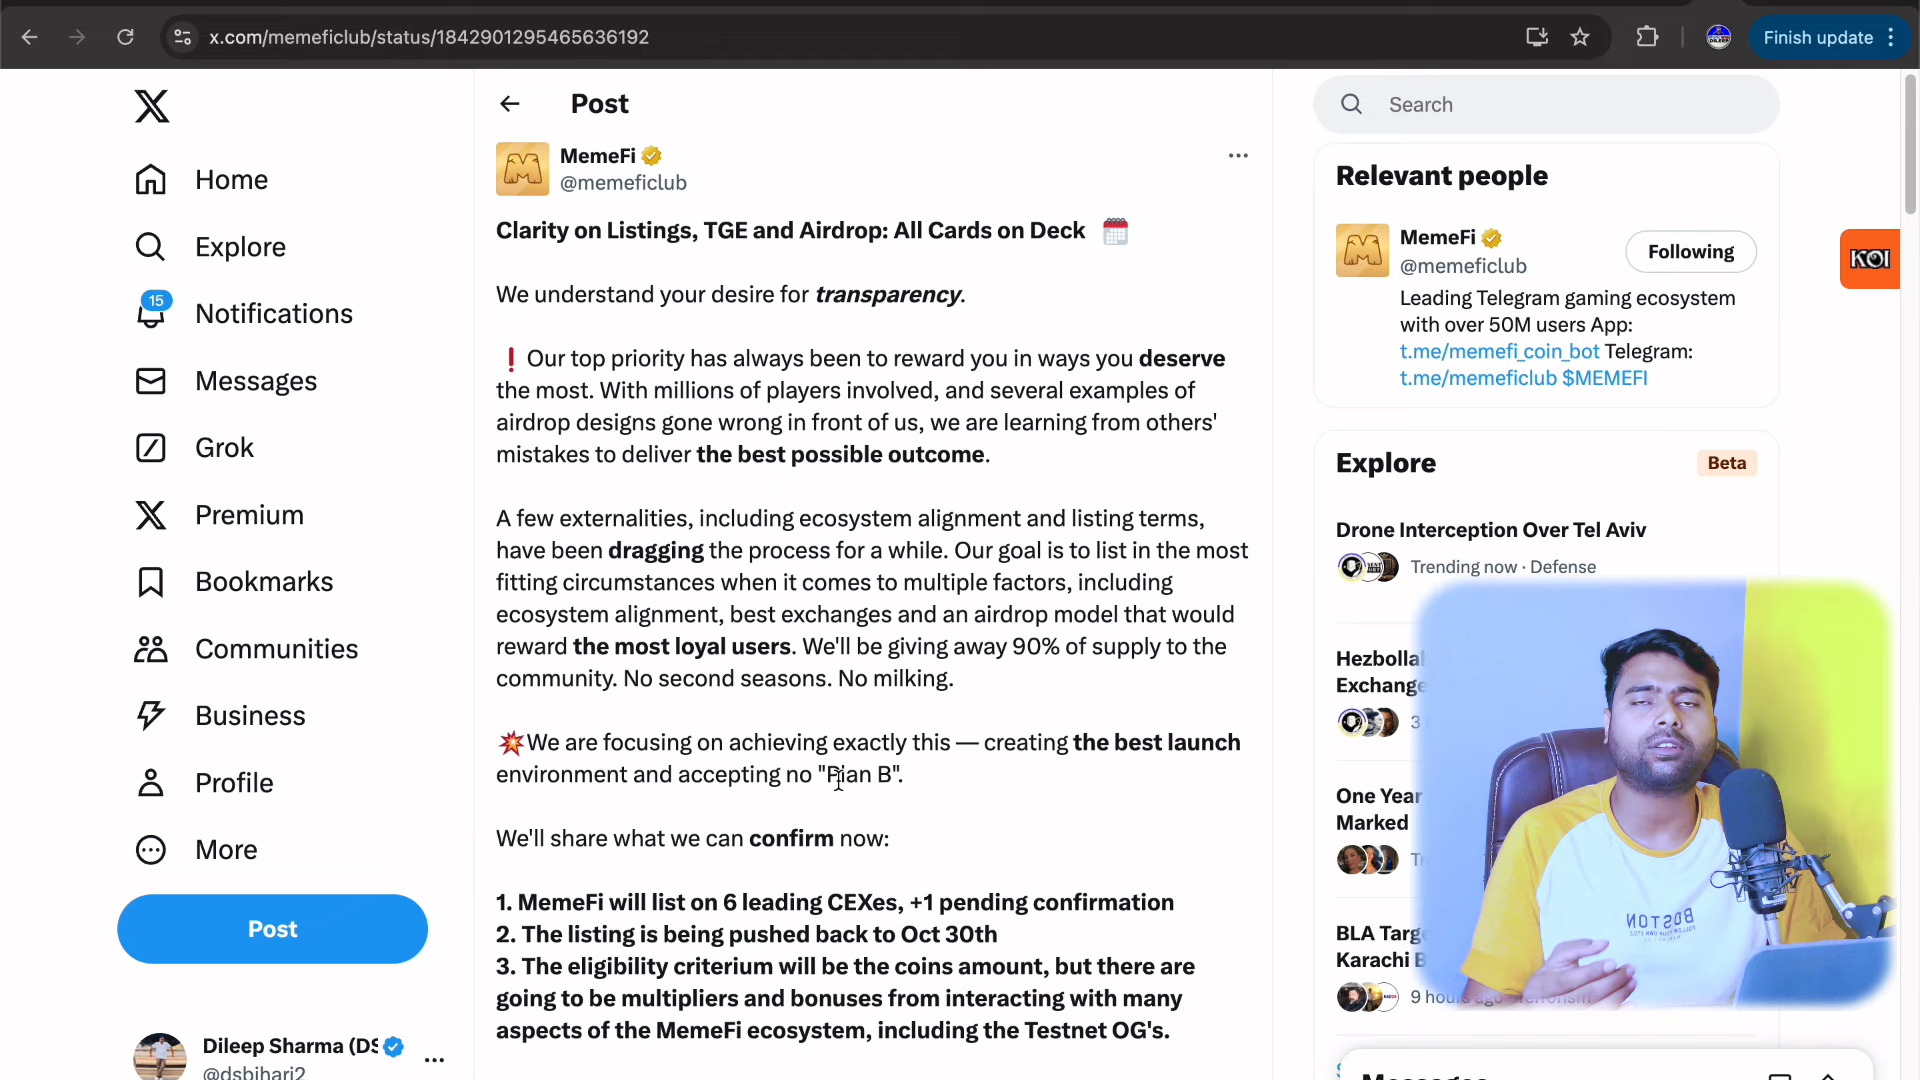 x.com/memeficlub/status/1842901295465636192
Finish update
Home
Explore
15
Notifications
Messages
Grok
Premium
Bookmarks
Communities
Business
Profile
More
Post
Dileep Sharma (DS
@dsbihari2
Post
MemeFi
@memeficlub
Clarity on Listings, TGE and Airdrop: All Cards on Deck
We understand your desire for transparency.
❗Our top priority has always been to reward you in ways you deserve
the most. With millions of players involved, and several examples of
airdrop designs gone wrong in front of us, we are learning from others'
mistakes to deliver the best possible outcome.
A few externalities, including ecosystem alignment and listing terms,
have been dragging the process for a while. Our goal is to list in the most
fitting circumstances when it comes to multiple factors, including
ecosystem alignment, best exchanges and an airdrop model that would
reward the most loyal users. We'll be giving away 90% of supply to the
community. No second seasons. No milking.
💥We are focusing on achieving exactly this — creating the best launch
environment and accepting no "Plan B".
We'll share what we can confirm now:
1. MemeFi will list on 6 leading CEXes, +1 pending confirmation
2. The listing is being pushed back to Oct 30th
3. The eligibility criterium will be the coins amount, but there are
going to be multipliers and bonuses from interacting with many
aspects of the MemeFi ecosystem, including the Testnet OG's.
Search
Relevant people
MemeFi
@memeficlub
Following
Leading Telegram gaming ecosystem
with over 50M users App:
t.me/memefi_coin_bot Telegram:
t.me/memeficlub $MEMEFI
KOI
Explore
Beta
Drone Interception Over Tel Aviv
Trending now · Defense
Exchange
3
One Year
Marked
BLA
Karachi
9 hours ago · Terrorism
BOSTON
Messages